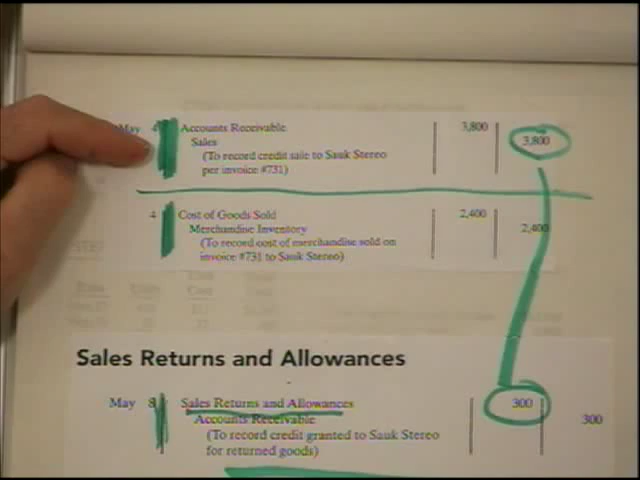 May 4 Accounts Receivable 3,800
Sales 3,800
(To record credit sale to Sauk Stereo
per invoice #731)
4 Cost of Goods Sold 2,400
Merchandise Inventory 2,400
(To record cost of merchandise sold on
invoice #731 to Sauk Stereo)
Sales Returns and Allowances
May 8 Sales Returns and Allowances 300
Accounts Receivable 300
(To record credit granted to Sauk Stereo
for returned goods)